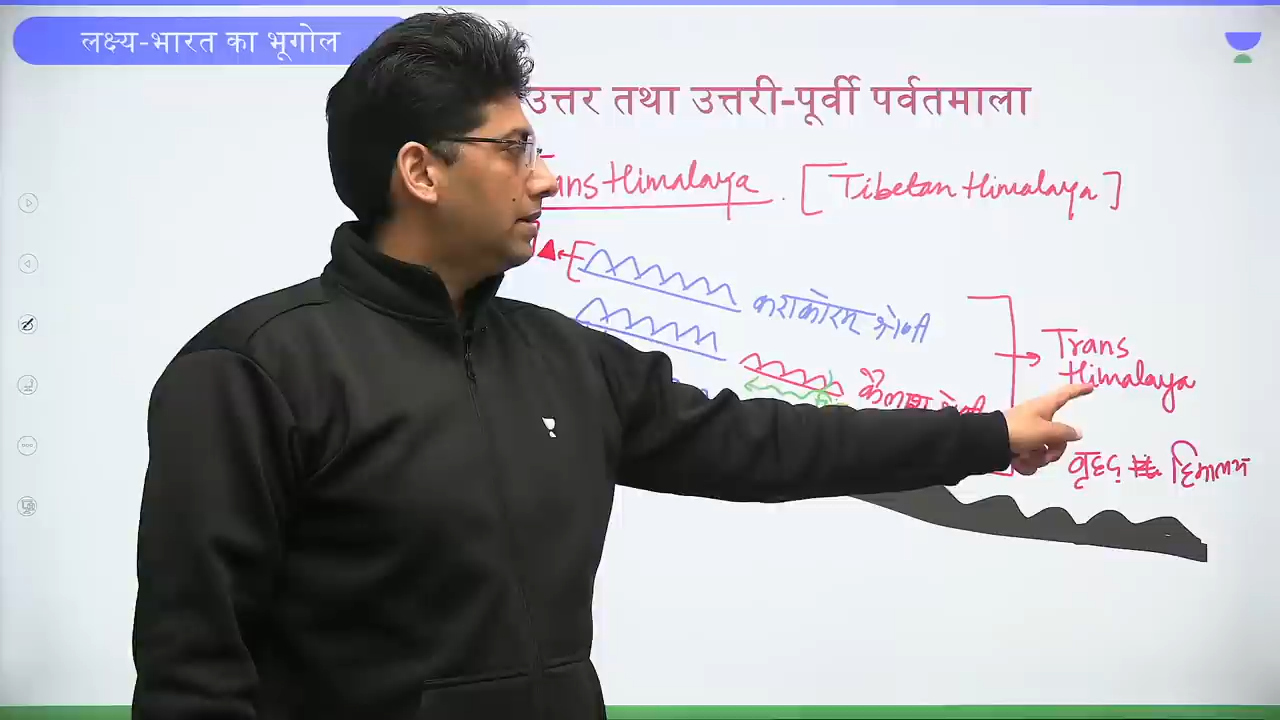 लक्ष्य-भारत का भूगोल
उत्तर तथा उत्तरी-पूर्वी पर्वतमाला
ans Himalaya. [Tibetan Himalaya]
काराकोरम श्रेणी
Trans
Himalaya
कैलाश श्रेणी
वृहद हिमालय